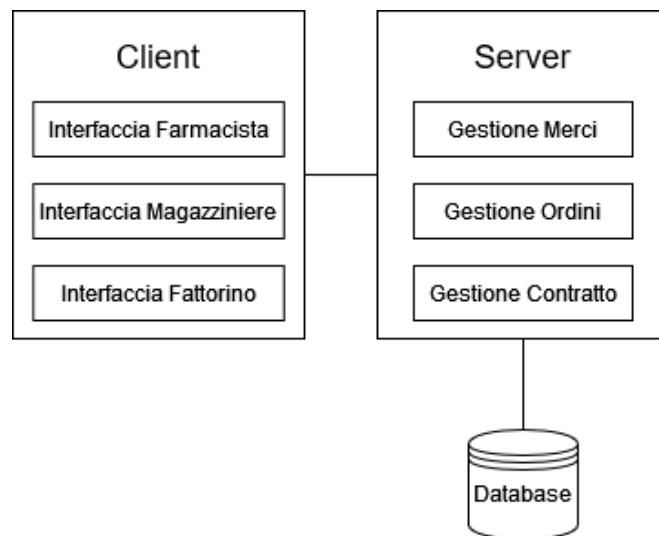 Client
Interfaccia Farmacista
Interfaccia Magazziniere
Interfaccia Fattorino
Server
Gestione Merci
Gestione Ordini
Gestione Contratto
Database